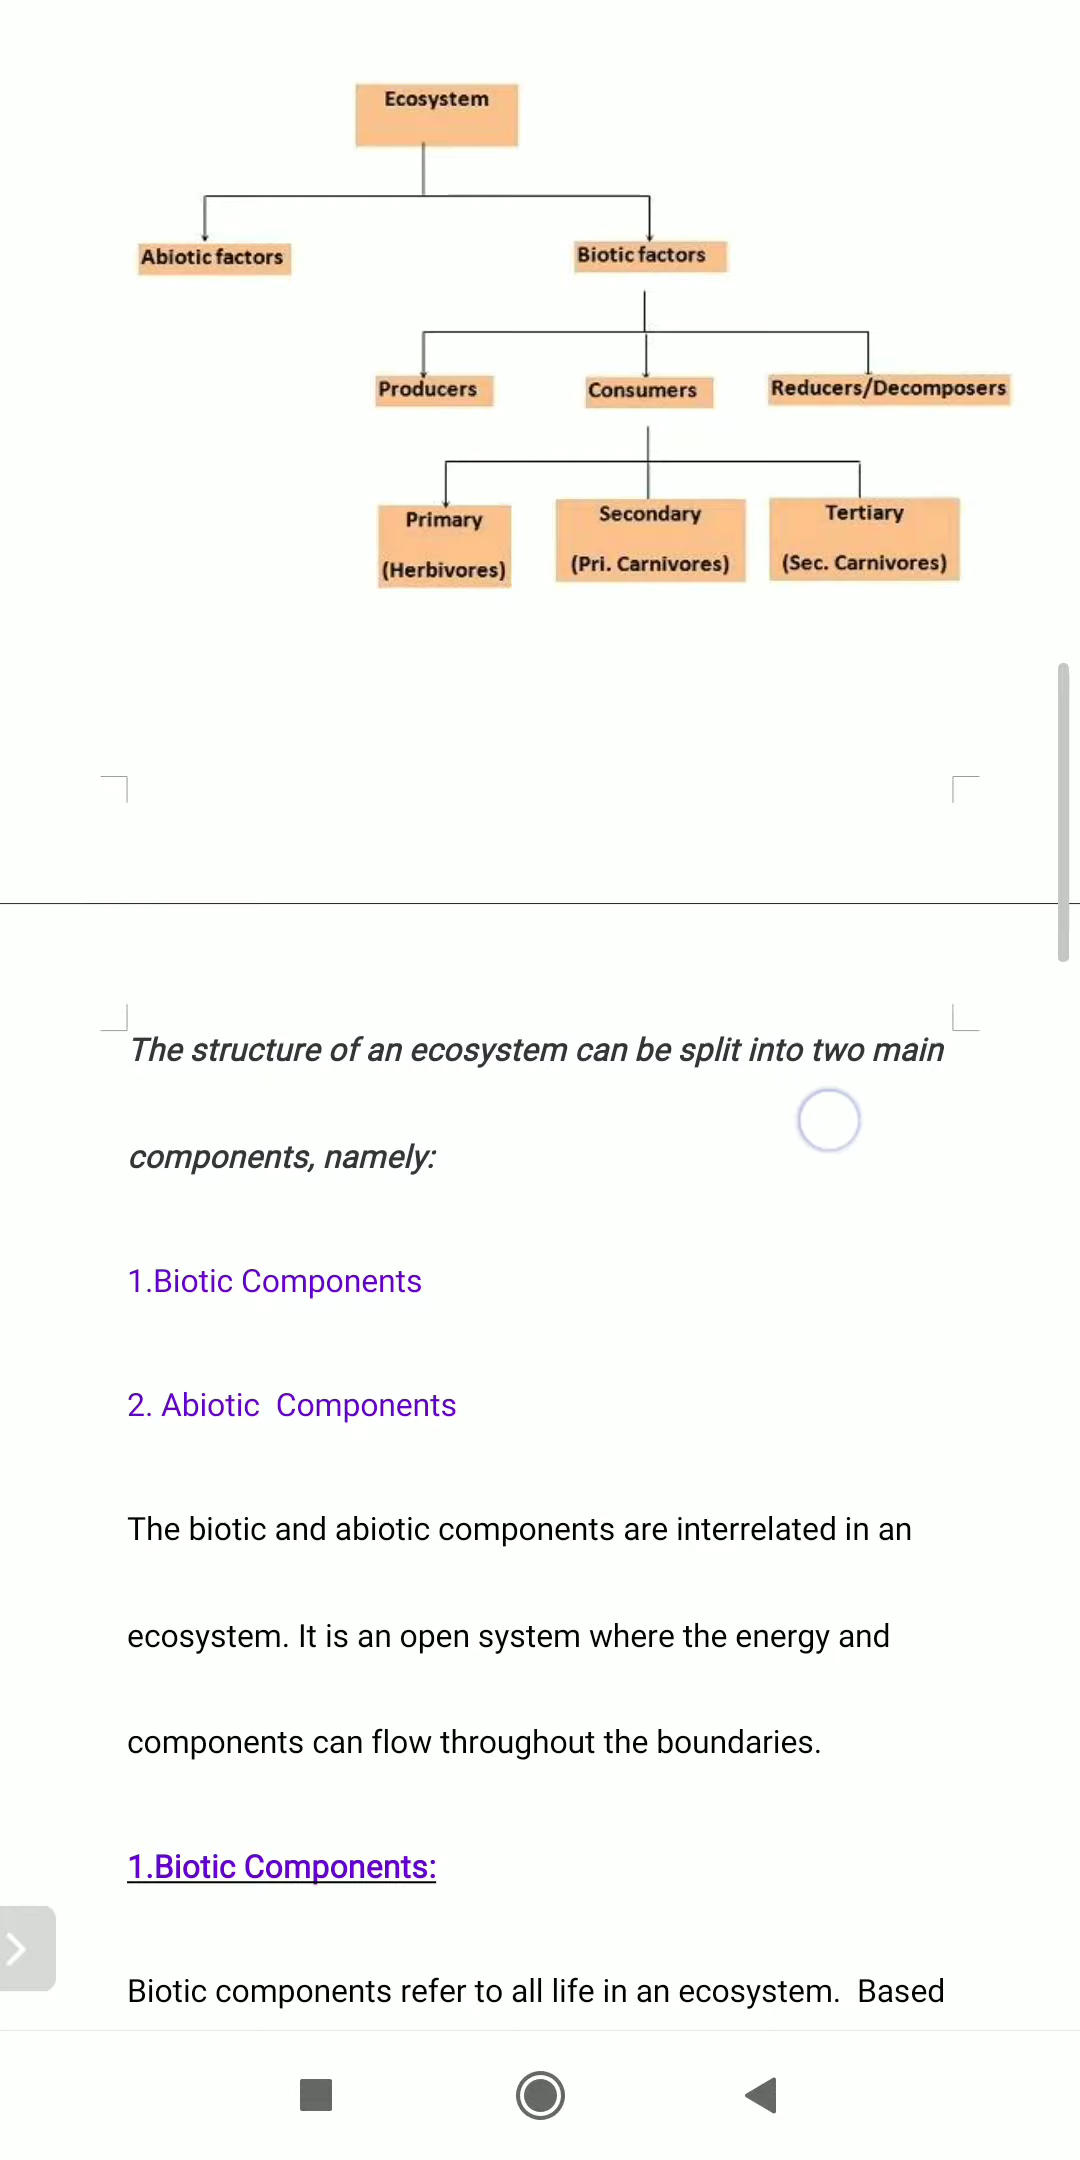 Ecosystem
Abiotic factors
Biotic factors
Producers
Consumers
Reducers/Decomposers
Primary
(Herbivores)
Secondary
(Pri. Carnivores)
Tertiary
(Sec. Carnivores)
The structure of an ecosystem can be split into two main
components, namely:
1.Biotic Components
2. Abiotic  Components
The biotic and abiotic components are interrelated in an
ecosystem. It is an open system where the energy and
components can flow throughout the boundaries.
1.Biotic Components:
Biotic components refer to all life in an ecosystem.  Based